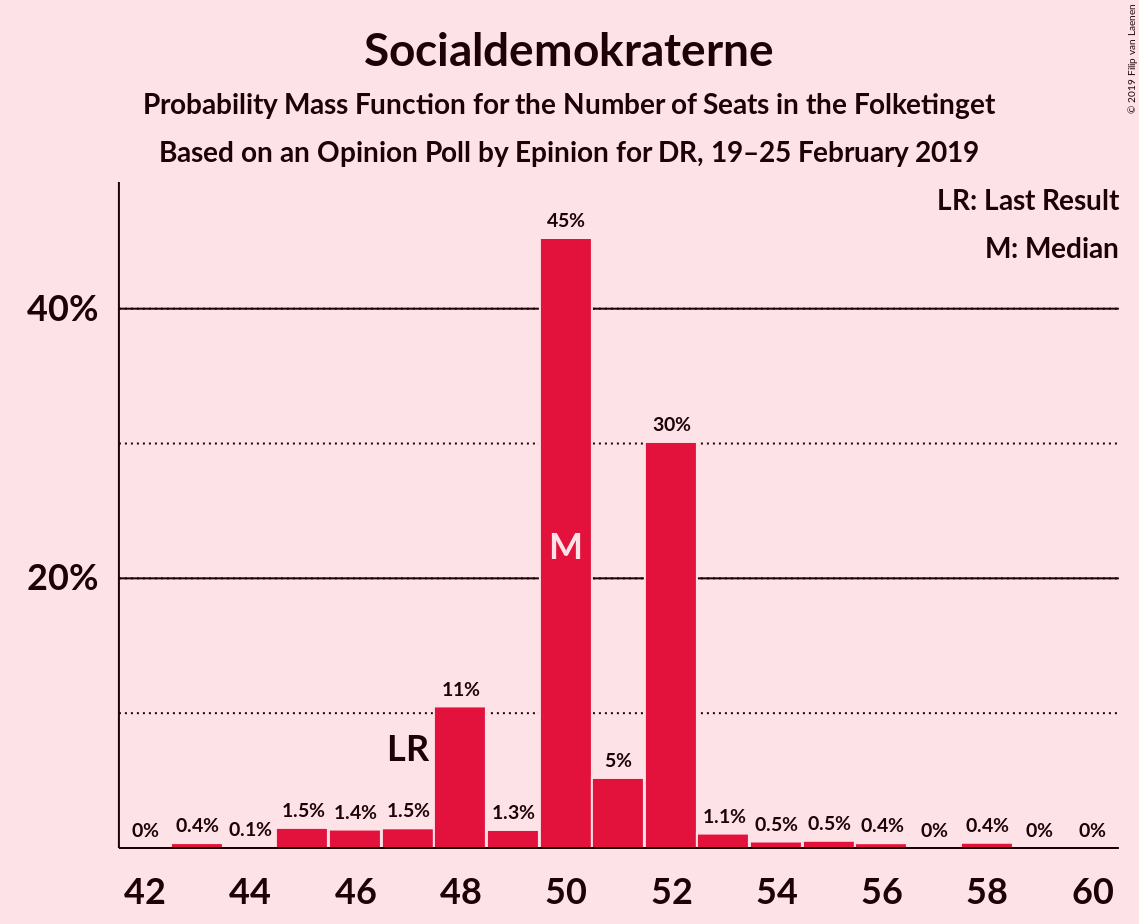 Socialdemokraterne
Probability Mass Function for the Number of Seats in the Folketinget
Based on an Opinion Poll by Epinion for DR, 19–25 February 2019
© 2019 Filip van Laenen
LR: Last Result
M: Median
40%
20%
0%
0.4%
0.1%
1.5%
1.4%
1.5%
11%
1.3%
45%
5%
30%
1.1%
0.5%
0.5%
0.4%
0%
0.4%
0%
0%
LR
M
42 44 46 48 50 52 54 56 58 60